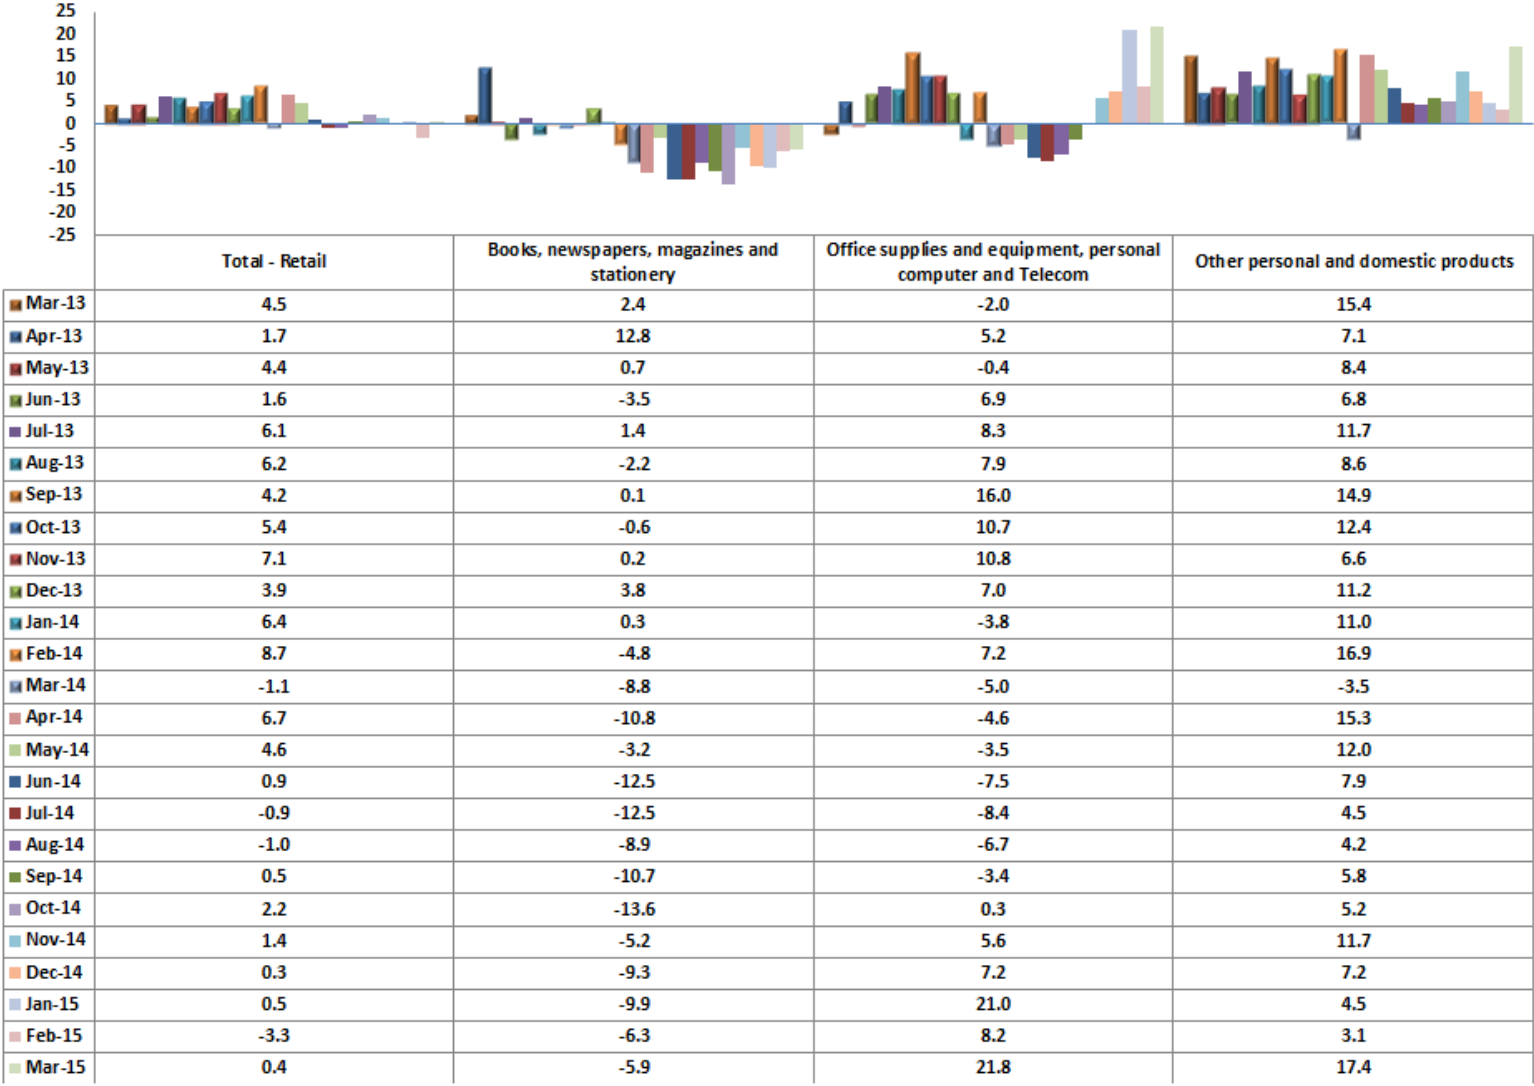 25
20
15
10
5
0
-5
-10
-15
-20
-25
Total - Retail
Books, newspapers, magazines and
stationery
Office supplies and equipment, personal
computer and Telecom
Other personal and domestic products
Mar-13 4.5 2.4 -2.0 15.4
Apr-13 1.7 12.8 5.2 7.1
May-13 4.4 0.7 -0.4 8.4
Jun-13 1.6 -3.5 6.9 6.8
Jul-13 6.1 1.4 8.3 11.7
Aug-13 6.2 -2.2 7.9 8.6
Sep-13 4.2 0.1 16.0 14.9
Oct-13 5.4 -0.6 10.7 12.4
Nov-13 7.1 0.2 10.8 6.6
Dec-13 3.9 3.8 7.0 11.2
Jan-14 6.4 0.3 -3.8 11.0
Feb-14 8.7 -4.8 7.2 16.9
Mar-14 -1.1 -8.8 -5.0 -3.5
Apr-14 6.7 -10.8 -4.6 15.3
May-14 4.6 -3.2 -3.5 12.0
Jun-14 0.9 -12.5 -7.5 7.9
Jul-14 -0.9 -12.5 -8.4 4.5
Aug-14 -1.0 -8.9 -6.7 4.2
Sep-14 0.5 -10.7 -3.4 5.8
Oct-14 2.2 -13.6 0.3 5.2
Nov-14 1.4 -5.2 5.6 11.7
Dec-14 0.3 -9.3 7.2 7.2
Jan-15 0.5 -9.9 21.0 4.5
Feb-15 -3.3 -6.3 8.2 3.1
Mar-15 0.4 -5.9 21.8 17.4